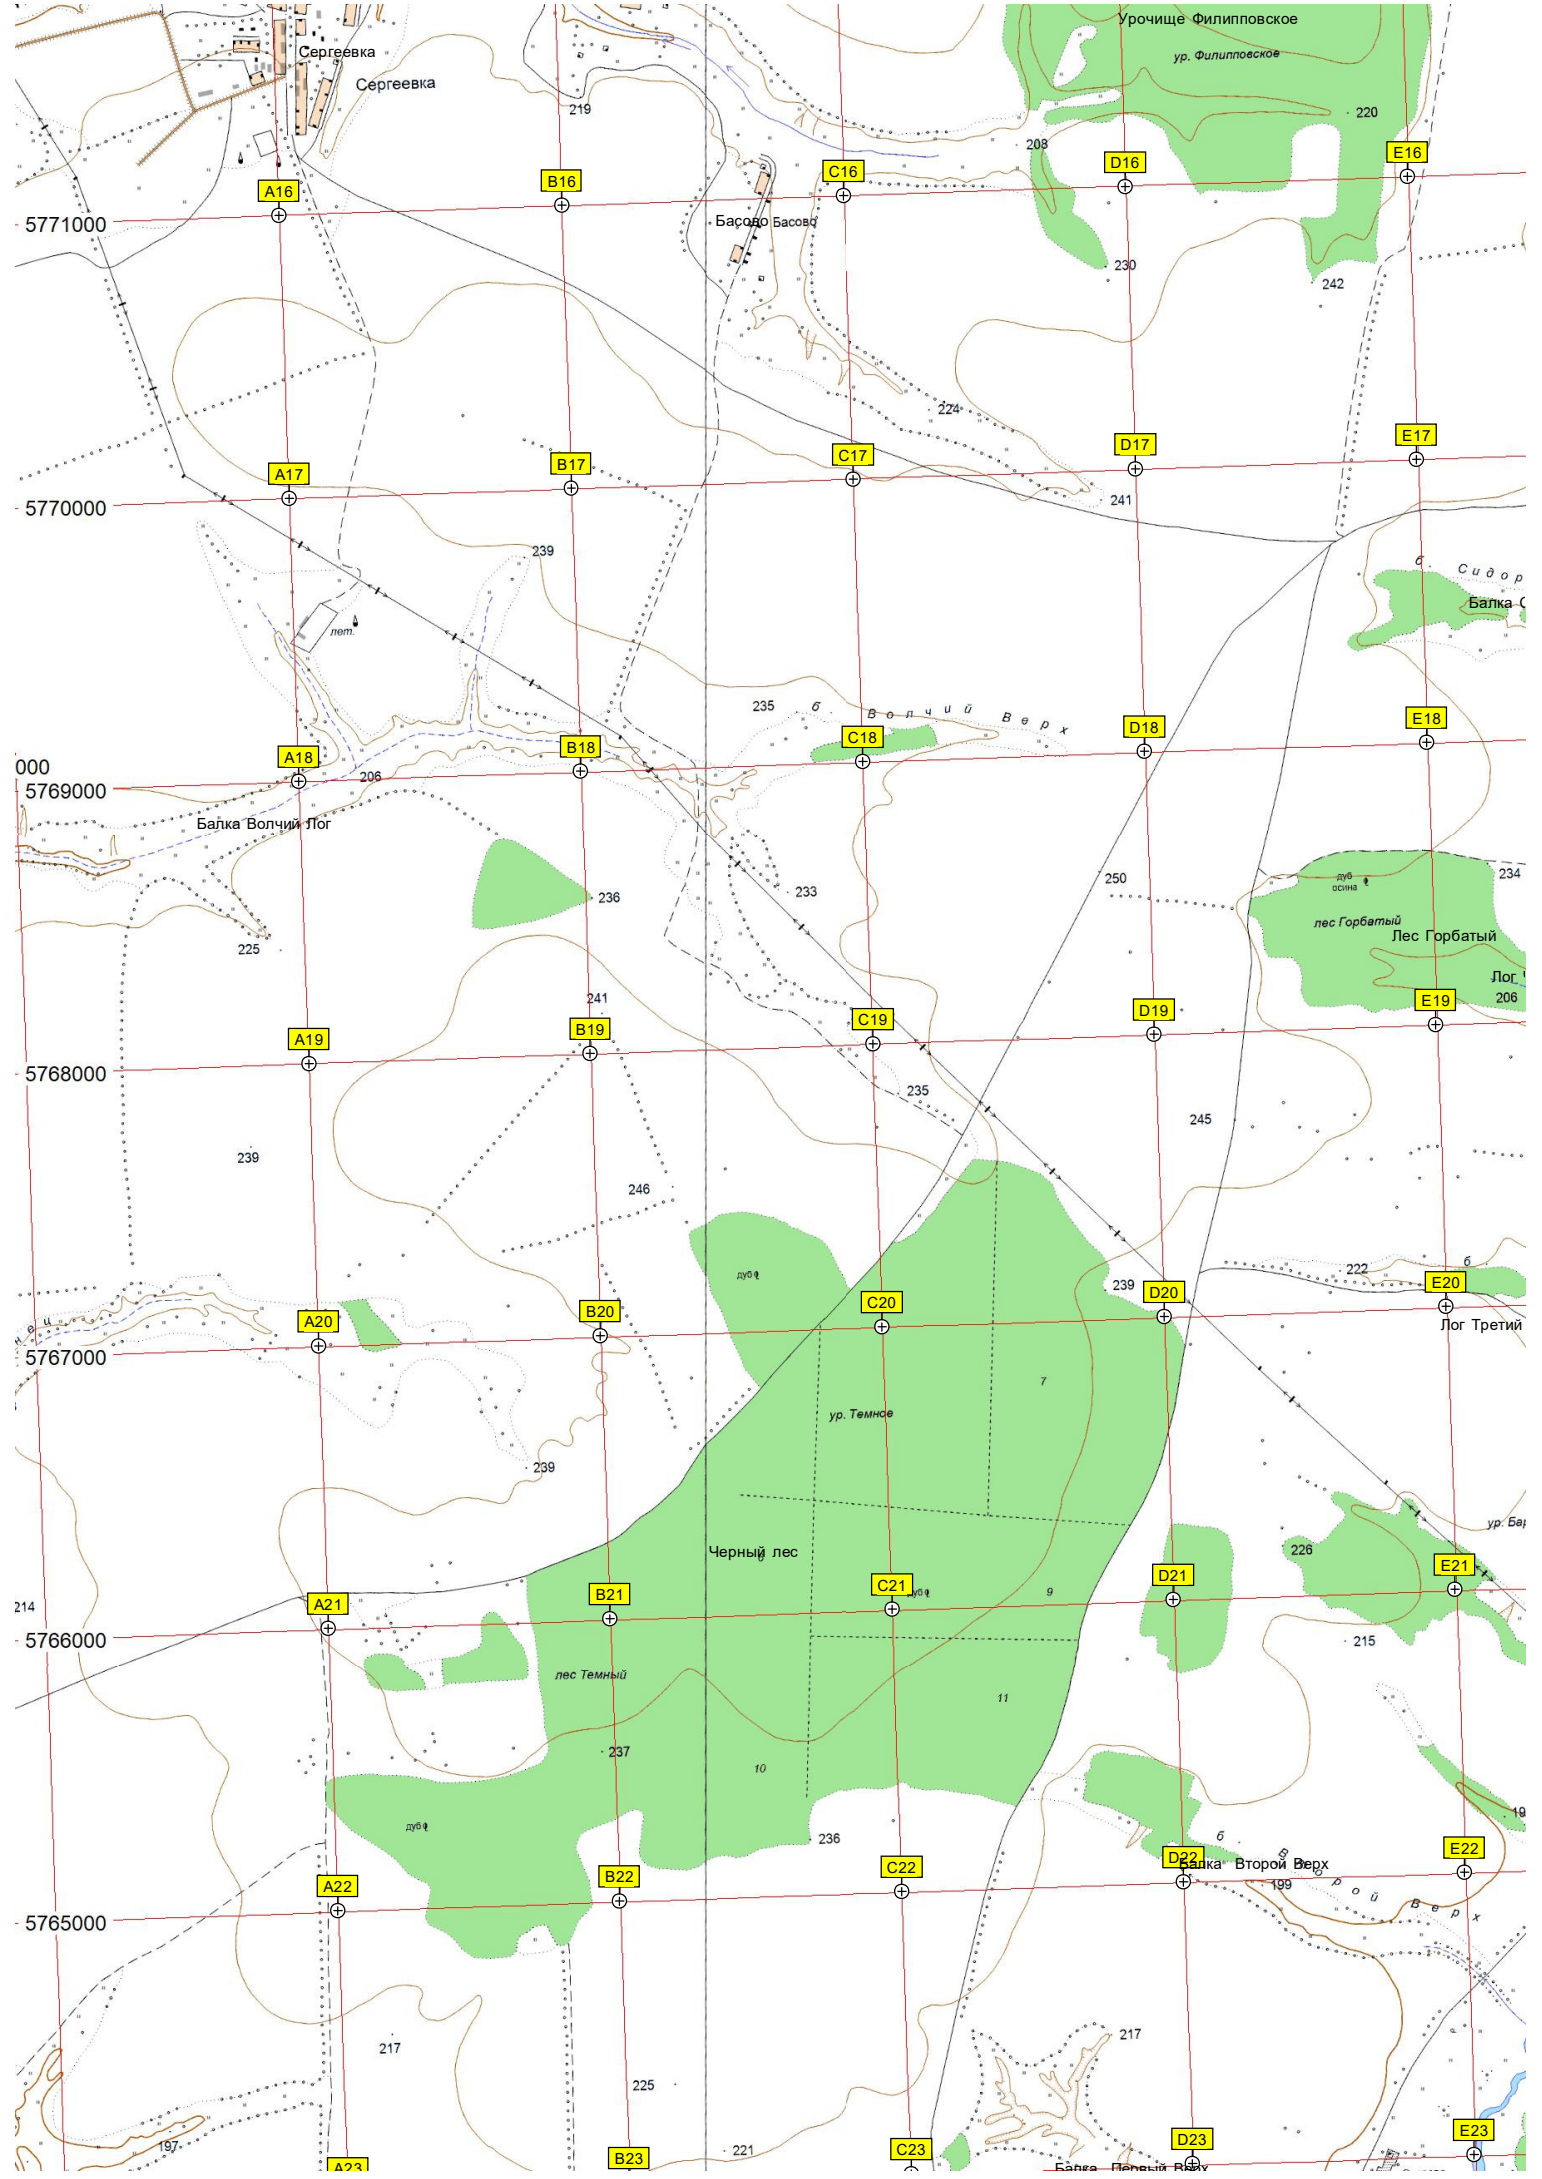 Урочище Филипповское
Сергеевка
ур. Филипповское
Сергеевка
219
220
208
E16
D16
C16
B16
A16
5771000
Басово Басово
230
242
224
E17
D17
C17
B17
A17
241
5770000
239
б. Сидор
Балка С
лет.
235
б. Волчий Верх
E18
D18
C18
B18
A18
000
206
5769000
Балка Волчий Лог
234
250
дуб
осина
233
236
лес Горбатый
Лес Горбатый
225
Лог
206
241
E19
D19
C19
B19
A19
5768000
235
245
239
246
222
б
дуб
239
E20
D20
C20
B20
A20
ней
Лог Третий
5767000
7
ур. Темное
239
ур. Бар
226
Черный лес
E21
D21
C21
дуб
9
B21
A21
214
5766000
215
лес Темный
11
237
10
19
дуб
236
б. Второй Верх
E22
D22
Балка Второй Верх
C22
B22
A22
199
5765000
217
217
225
197
221
E23
D23
C23
B23
A23
Балка Первый Верх